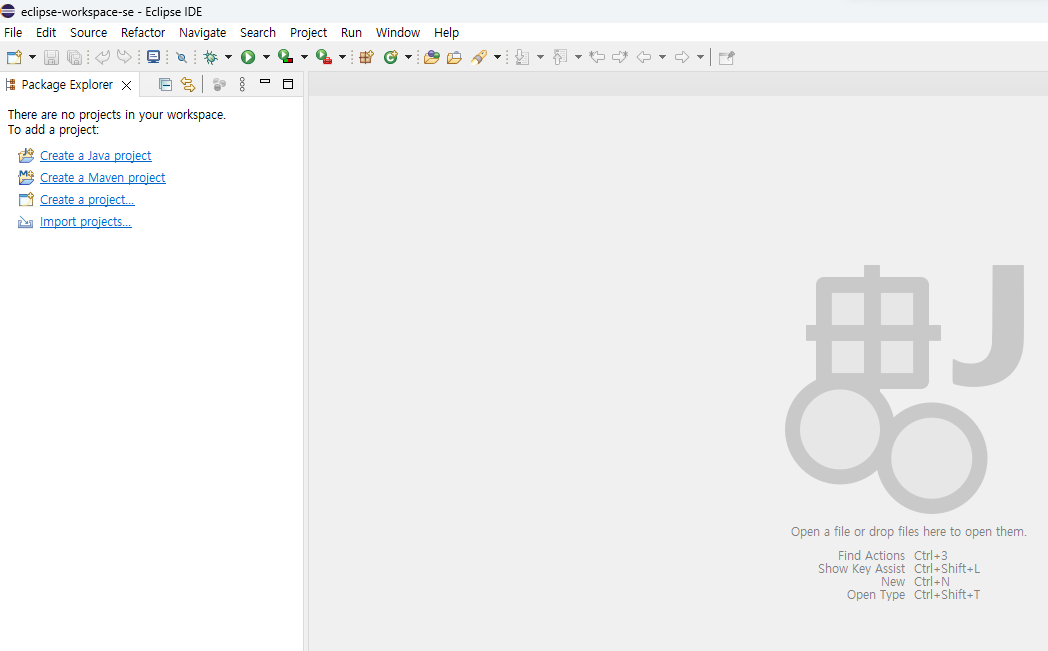 eclipse-workspace-se - Eclipse IDE
File Edit Source Refactor Navigate Search Project Run Window Help
Package Explorer
There are no projects in your workspace.
To add a project:
Create a Java project
Create a Maven project
Create a project...
Import projects...
Open a file or drop files here to open them.
Find Actions Ctrl+3
Show Key Assist Ctrl+Shift+L
New Ctrl+N
Open Type Ctrl+Shift+T